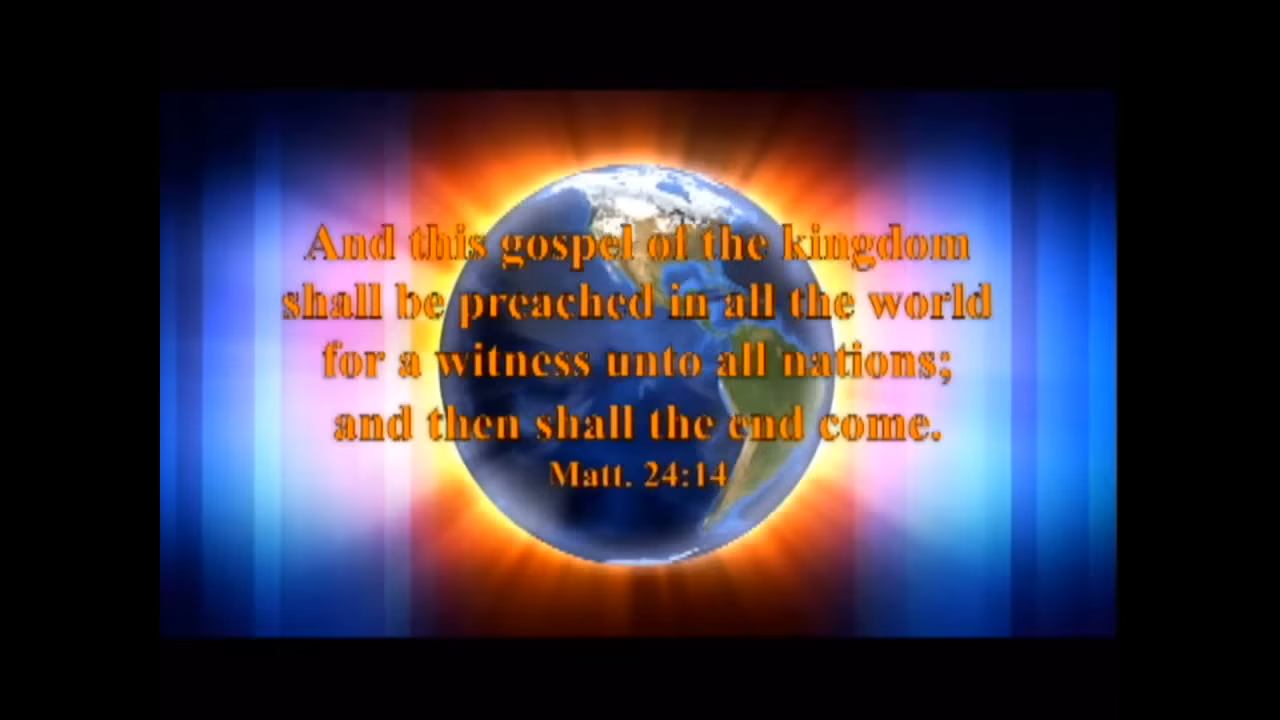 And this gospel of the kingdom
shall be preached in all the world
for a witness unto all nations;
and then shall the end come.
Matt. 24:14